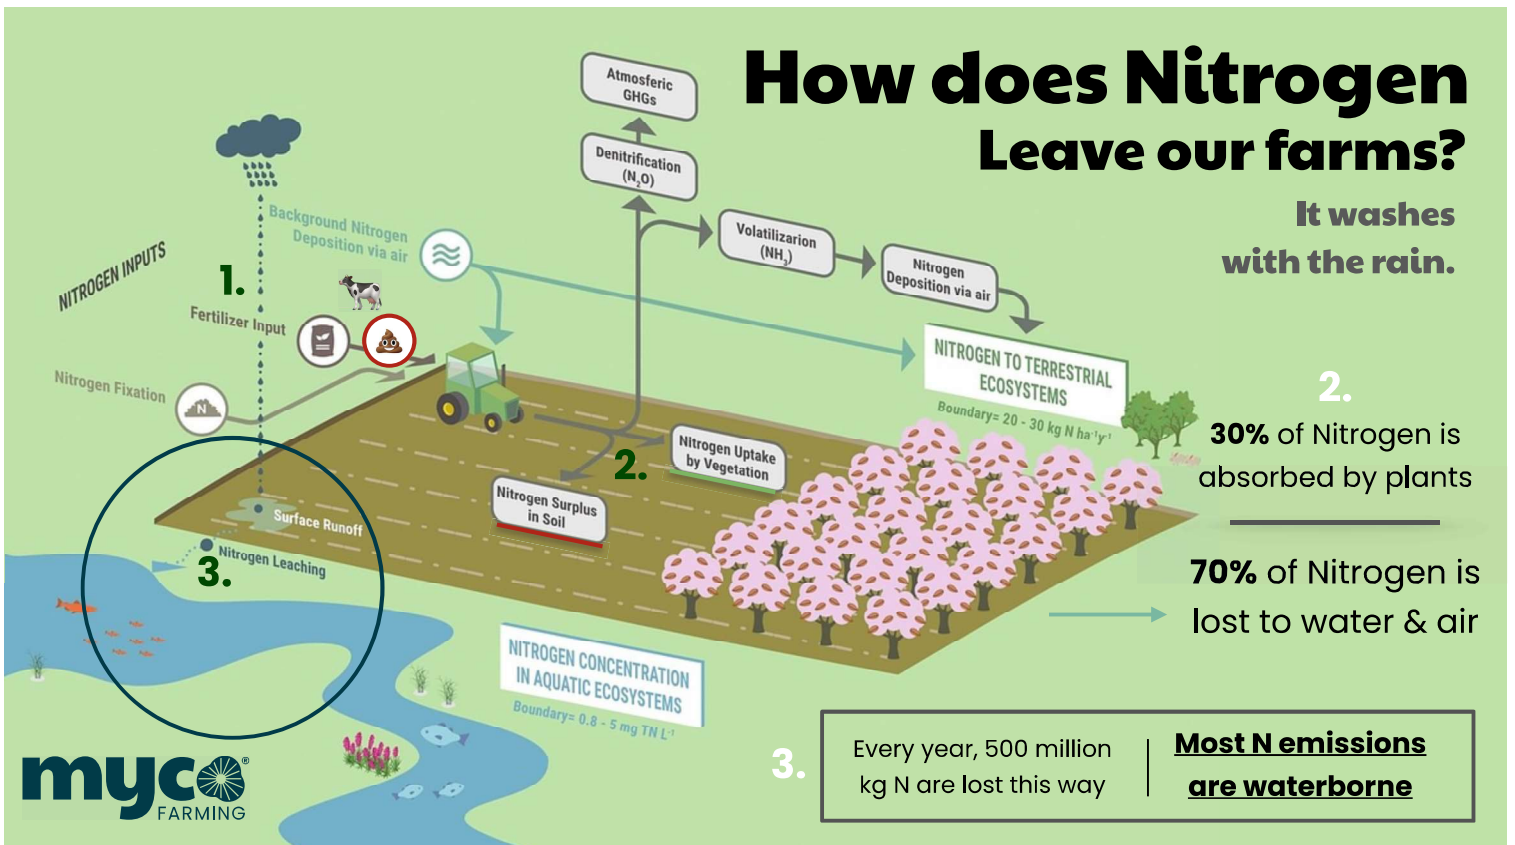 How does Nitrogen
Leave our farms?
It washes
with the rain.
Atmosferic
GHGs
Denitrification
(N₂O)
Volatilizarion
(NH₃)
Nitrogen
Deposition via air
Background Nitrogen
Deposition via air
NITROGEN INPUTS
1.
Fertilizer Input
Nitrogen Fixation
N
NITROGEN TO TERRESTRIAL
ECOSYSTEMS
Boundary= 20 - 30 kg N ha⁻¹y⁻¹
2.
30% of Nitrogen is
absorbed by plants
70% of Nitrogen is
lost to water & air
Nitrogen Uptake
by Vegetation
2.
Nitrogen Surplus
in Soil
Surface Runoff
Nitrogen Leaching
3.
NITROGEN CONCENTRATION
IN AQUATIC ECOSYSTEMS
Boundary= 0.8 - 5 mg TN L⁻¹
3.
Every year, 500 million
kg N are lost this way
Most N emissions
are waterborne
myco®
FARMING